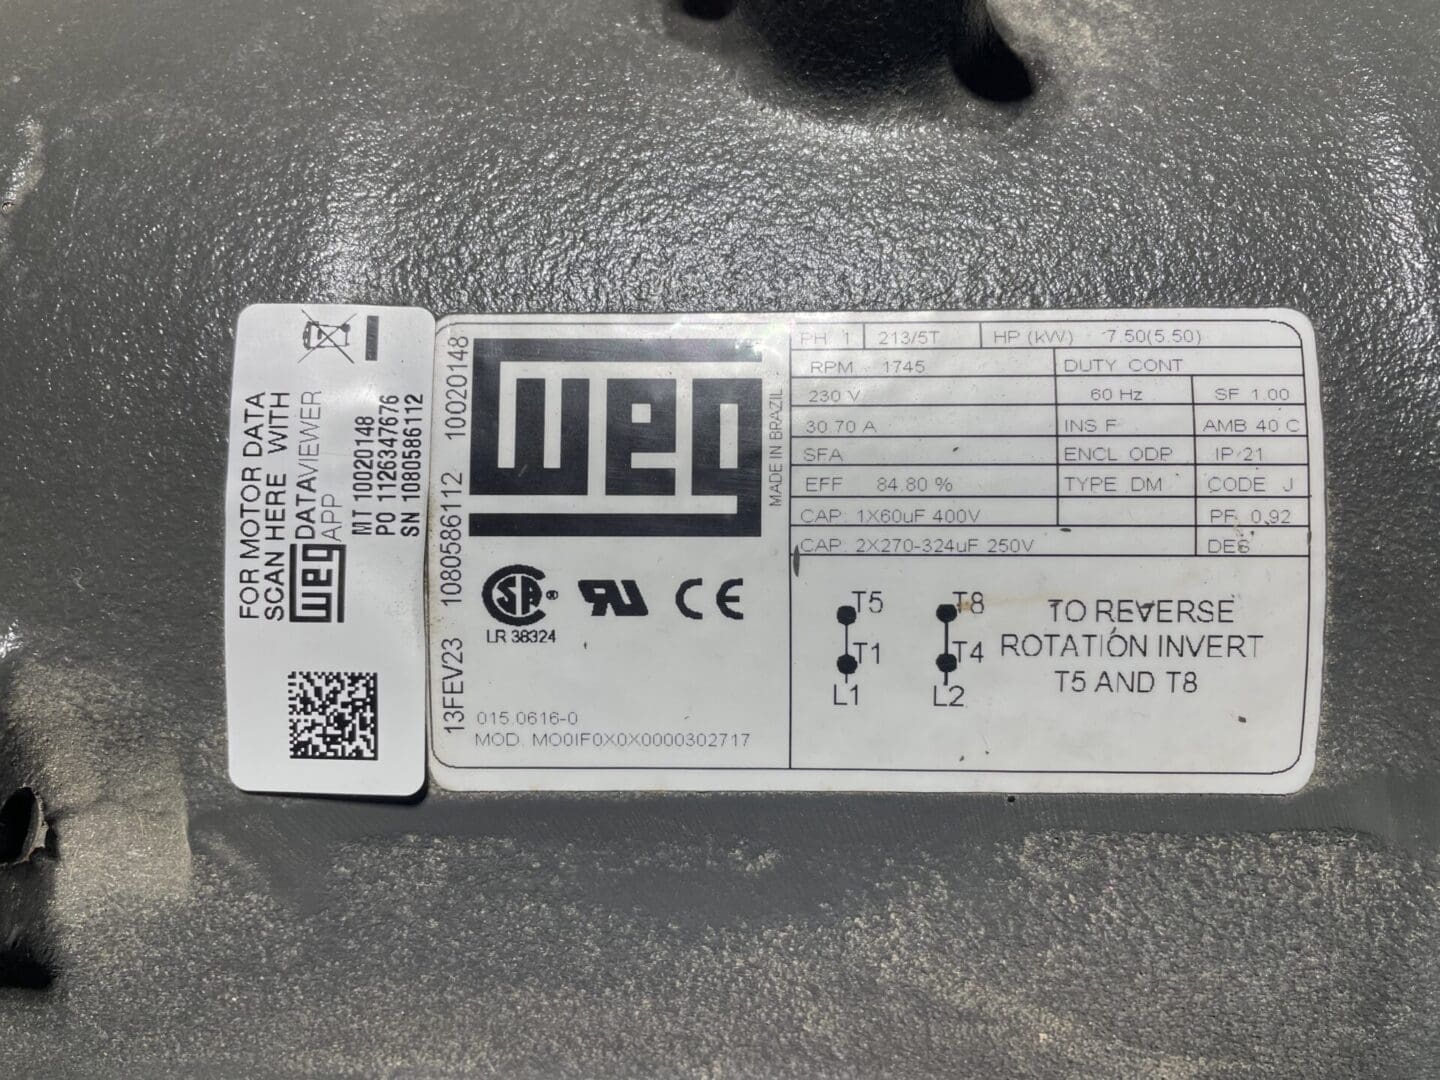 FOR MOTOR DATA
SCAN HERE WITH
weg DATAVIEWER
APP
MT 10020148
PO 11263347676
SN 1080586112
13FEV23 1080586112 10020148
weg
MADE IN BRAZIL
SA ®
LR 38324
RU
CE
015.0616-0
MOD. MO0IF0X0X0000302717
PH 1 213/5T HP (kW) 7.50(5.50)
RPM 1745 DUTY CONT
230 V 60 Hz SF 1.00
30.70 A INS F AMB 40 C
SFA ENCL ODP IP 21
EFF 84.80 % TYPE DM CODE J
CAP: 1X60uF 400V PF 0.92
CAP: 2X270-324uF 250V DES
T5 T8
T1 T4
L1 L2
TO REVERSE
ROTATION INVERT
T5 AND T8